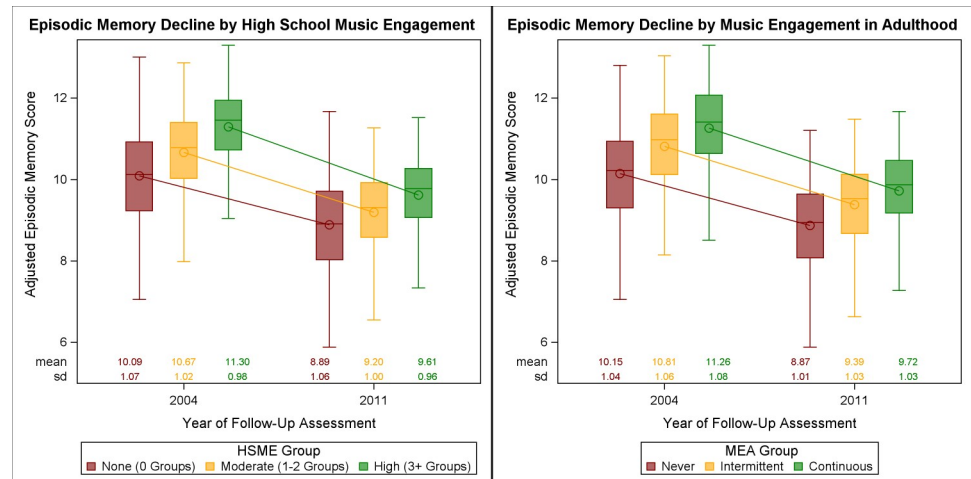 Episodic Memory Decline by High School Music Engagement
Adjusted Episodic Memory Score
12
10
8
6
mean 10.09 10.67 11.30 8.89 9.20 9.61
sd 1.07 1.02 0.98 1.06 1.00 0.96
2004 2011
Year of Follow-Up Assessment
HSME Group
None (0 Groups) Moderate (1-2 Groups) High (3+ Groups)
Episodic Memory Decline by Music Engagement in Adulthood
Adjusted Episodic Memory Score
12
10
8
6
mean 10.15 10.81 11.26 8.87 9.39 9.72
sd 1.04 1.06 1.08 1.01 1.03 1.03
2004 2011
Year of Follow-Up Assessment
MEA Group
Never Intermittent Continuous